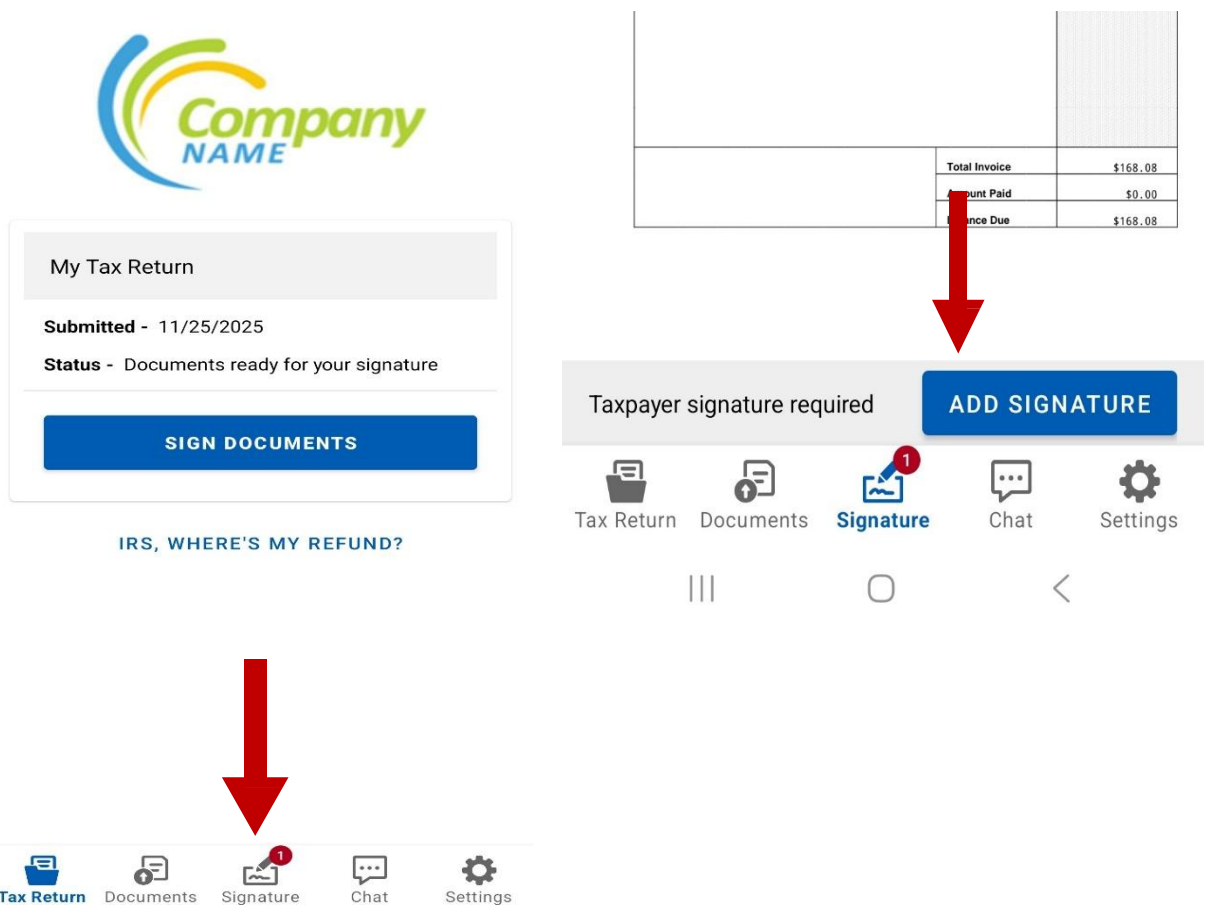 Company
NAME
My Tax Return
Submitted - 11/25/2025
Status - Documents ready for your signature
SIGN DOCUMENTS
IRS, WHERE'S MY REFUND?
1
Tax Return Documents Signature Chat Settings
Total Invoice $168.08
Paid $0.00
Due $168.08
Taxpayer signature required ADD SIGNATURE
1
Tax Return Documents Signature Chat Settings